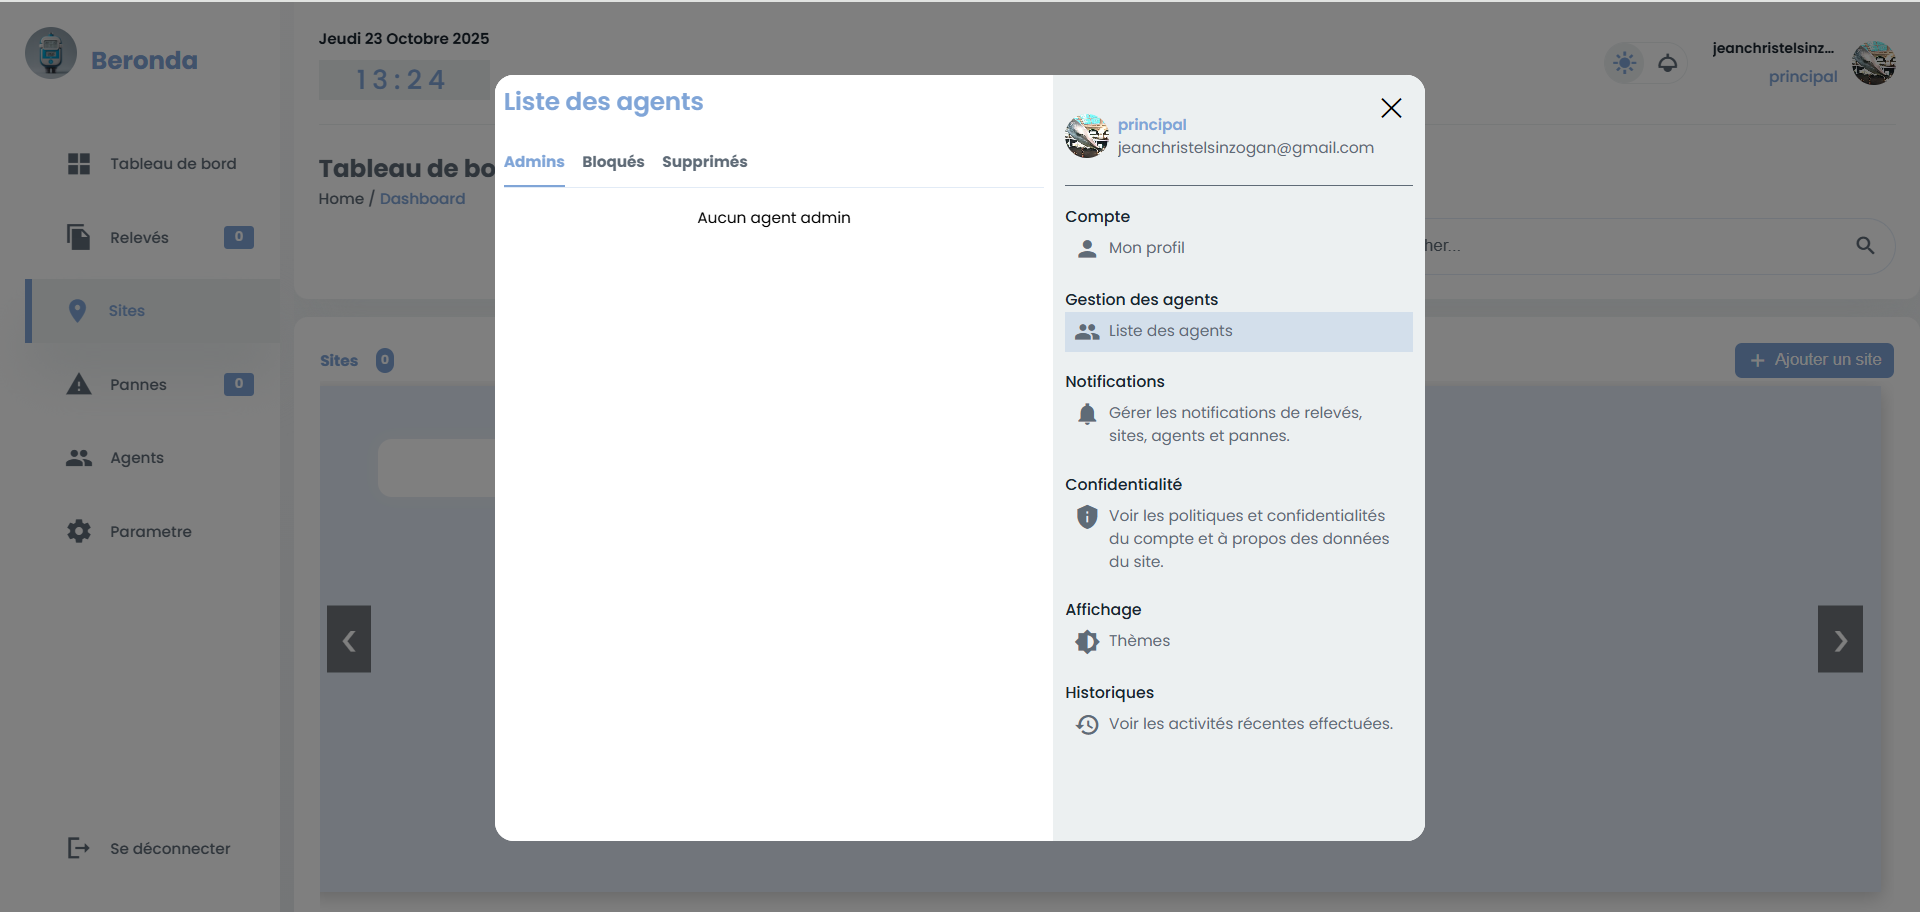 Beronda
Tableau de bord
Relevés
0
Sites
Pannes
0
Agents
Parametre
Se déconnecter
Jeudi 23 Octobre 2025
13:24
jeanchristelsinz...
principal
Tableau de bo
Home / Dashboard
her...
Sites 0
+ Ajouter un site
Liste des agents
Admins Bloqués Supprimés
Aucun agent admin
principal
jeanchristelsinzogan@gmail.com
Compte
Mon profil
Gestion des agents
Liste des agents
Notifications
Gérer les notifications de relevés,
sites, agents et pannes.
Confidentialité
Voir les politiques et confidentialités
du compte et à propos des données
du site.
Affichage
Thèmes
Historiques
Voir les activités récentes effectuées.